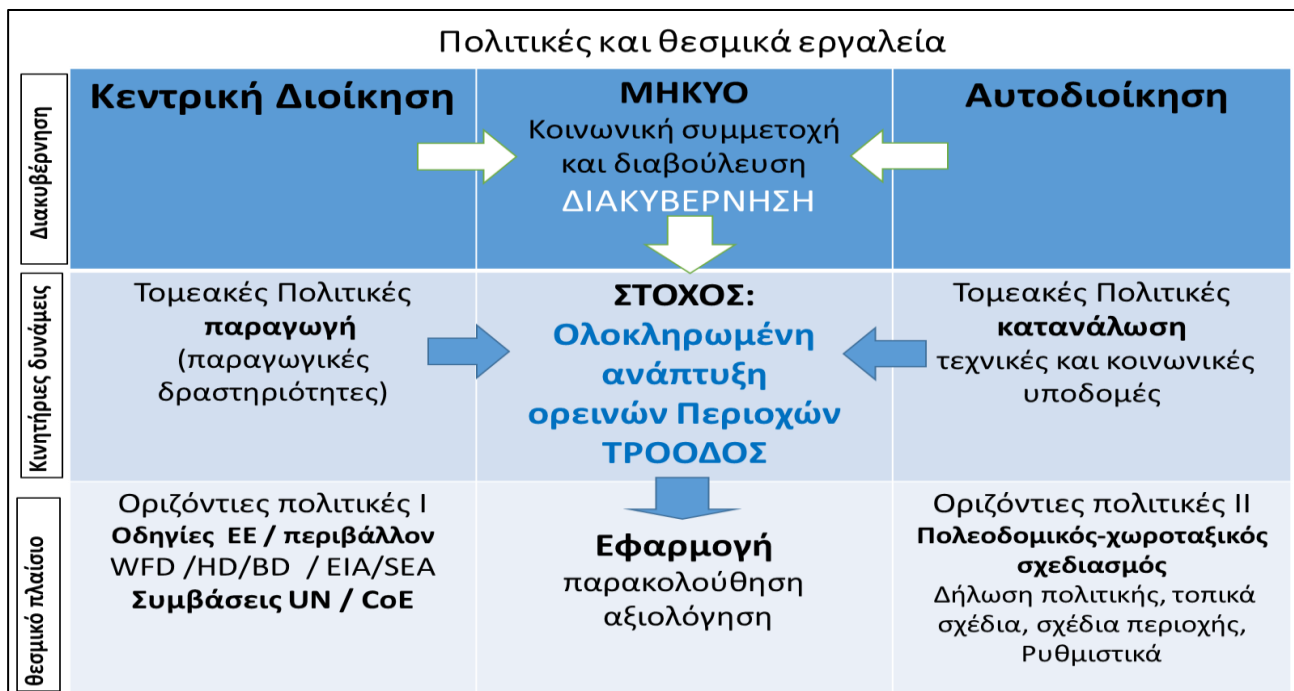 Πολιτικές και θεσμικά εργαλεία
Διακυβέρνηση
Κεντρική Διοίκηση
ΜΗΚΥΟ
Κοινωνική συμμετοχή
και διαβούλευση
ΔΙΑΚΥΒΕΡΝΗΣΗ
Αυτοδιοίκηση
Κινητήριες δυνάμεις
Τομεακές Πολιτικές
παραγωγή
(παραγωγικές
δραστηριότητες)
ΣΤΟΧΟΣ:
Ολοκληρωμένη
ανάπτυξη
ορεινών Περιοχών
ΤΡΟΟΔΟΣ
Τομεακές Πολιτικές
κατανάλωση
τεχνικές και κοινωνικές
υποδομές
θεσμικό πλαίσιο
Οριζόντιες πολιτικές Ι
Οδηγίες ΕΕ / περιβάλλον
WFD /HD/BD / EIA/SEA
Συμβάσεις UN / CoE
Εφαρμογή
παρακολούθηση
αξιολόγηση
Οριζόντιες πολιτικές ΙΙ
Πολεοδομικός-χωροταξικός
σχεδιασμός
Δήλωση πολιτικής, τοπικά
σχέδια, σχέδια περιοχής,
Ρυθμιστικά